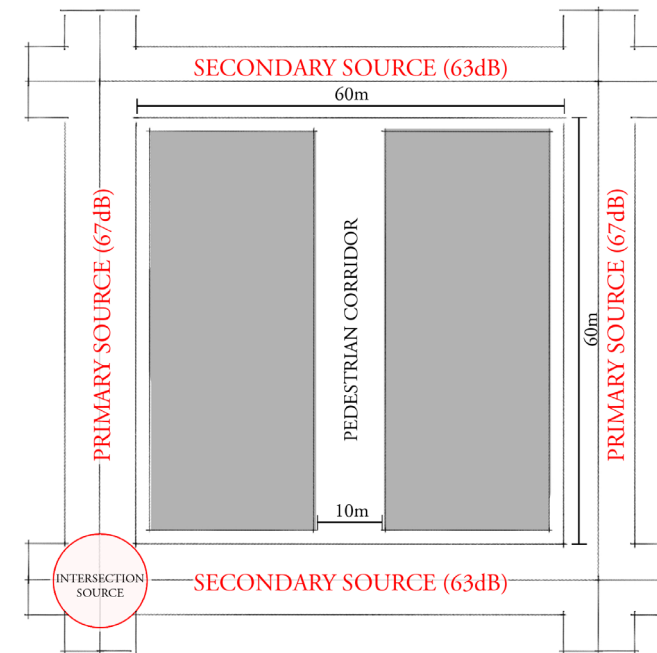 SECONDARY SOURCE (63dB)
60m
PRIMARY SOURCE (67dB)
PEDESTRIAN CORRIDOR
60m
PRIMARY SOURCE (67dB)
10m
INTERSECTION
SOURCE
SECONDARY SOURCE (63dB)